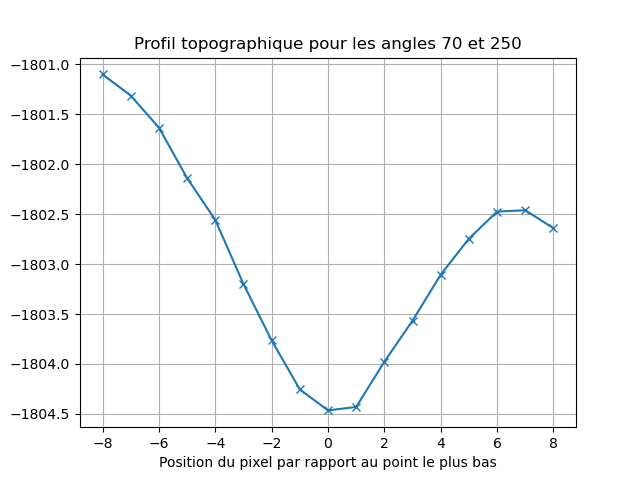 Profil topographique pour les angles 70 et 250
−1801.0
−1801.5
−1802.0
−1802.5
−1803.0
−1803.5
−1804.0
−1804.5
−8 −6 −4 −2 0 2 4 6 8
Position du pixel par rapport au point le plus bas